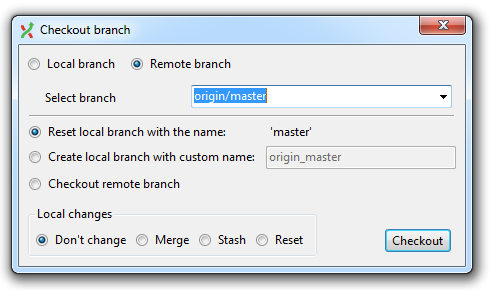 Checkout branch
Local branch Remote branch
Select branch origin/master
Reset local branch with the name: 'master'
Create local branch with custom name: origin_master
Checkout remote branch
Local changes
Don't change Merge Stash Reset Checkout